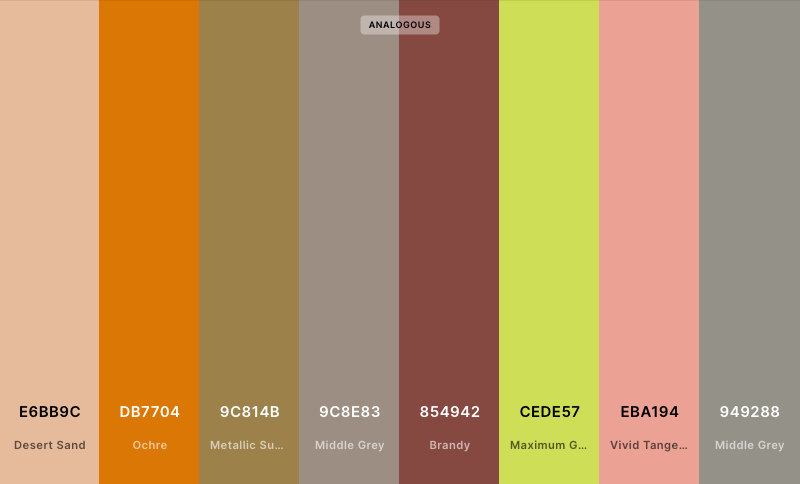 ANALOGOUS
E6BB9C DB7704 9C814B 9C8E83 854942 CEDE57 EBA194 949288
Desert Sand Ochre Metallic Su... Middle Grey Brandy Maximum G... Vivid Tange... Middle Grey